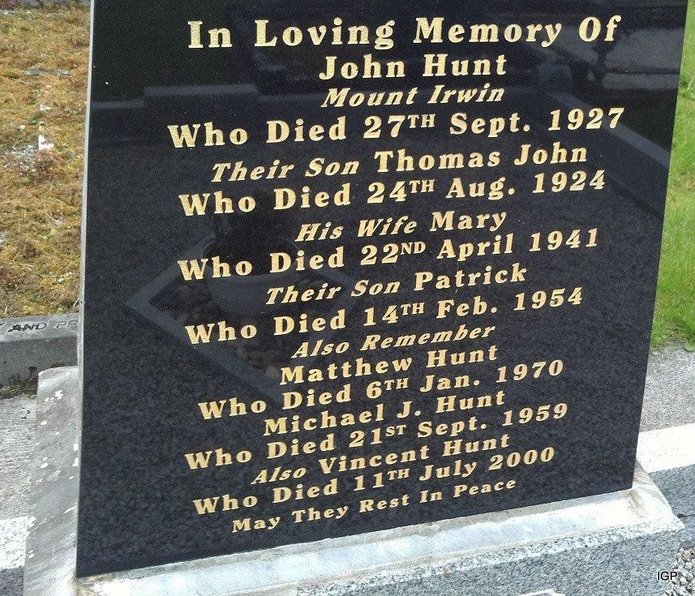 In Loving Memory Of
John Hunt
Mount Irwin
Who Died 27TH Sept. 1927
Their Son Thomas John
Who Died 24TH Aug. 1924
His Wife Mary
Who Died 22ND April 1941
Their Son Patrick
Who Died 14TH Feb. 1954
Also Remember
Matthew Hunt
Who Died 6TH Jan. 1970
Michael J. Hunt
Who Died 21ST Sept. 1959
Also Vincent Hunt
Who Died 11TH July 2000
May They Rest In Peace
AND
IGP